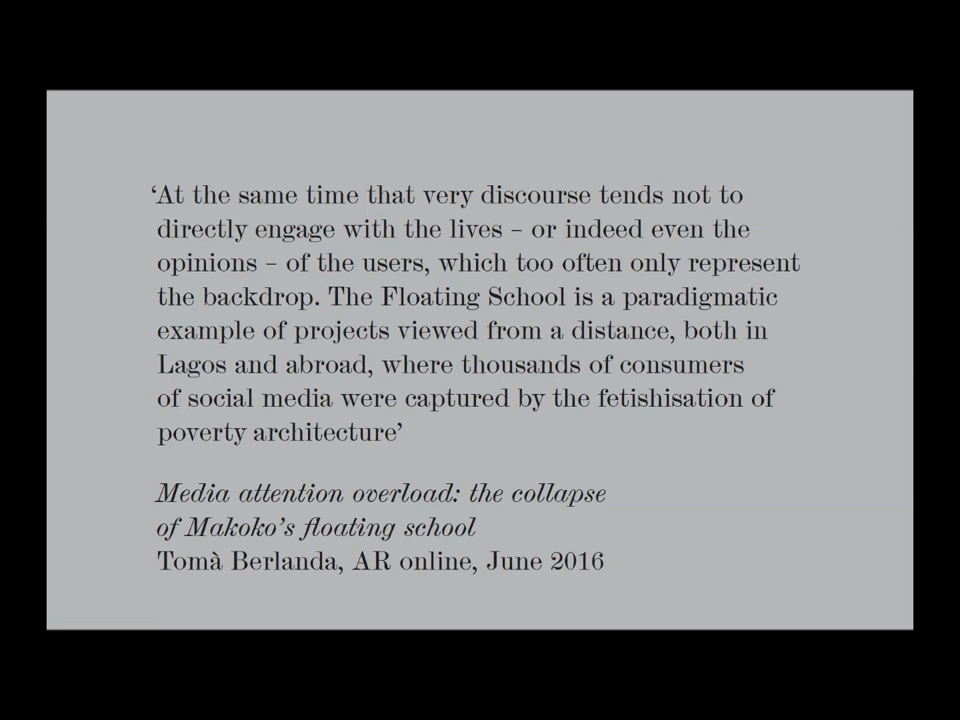 ‘At the same time that very discourse tends not to
directly engage with the lives – or indeed even the
opinions – of the users, which too often only represent
the backdrop. The Floating School is a paradigmatic
example of projects viewed from a distance, both in
Lagos and abroad, where thousands of consumers
of social media were captured by the fetishisation of
poverty architecture’
Media attention overload: the collapse
of Makoko’s floating school
Tomà Berlanda, AR online, June 2016